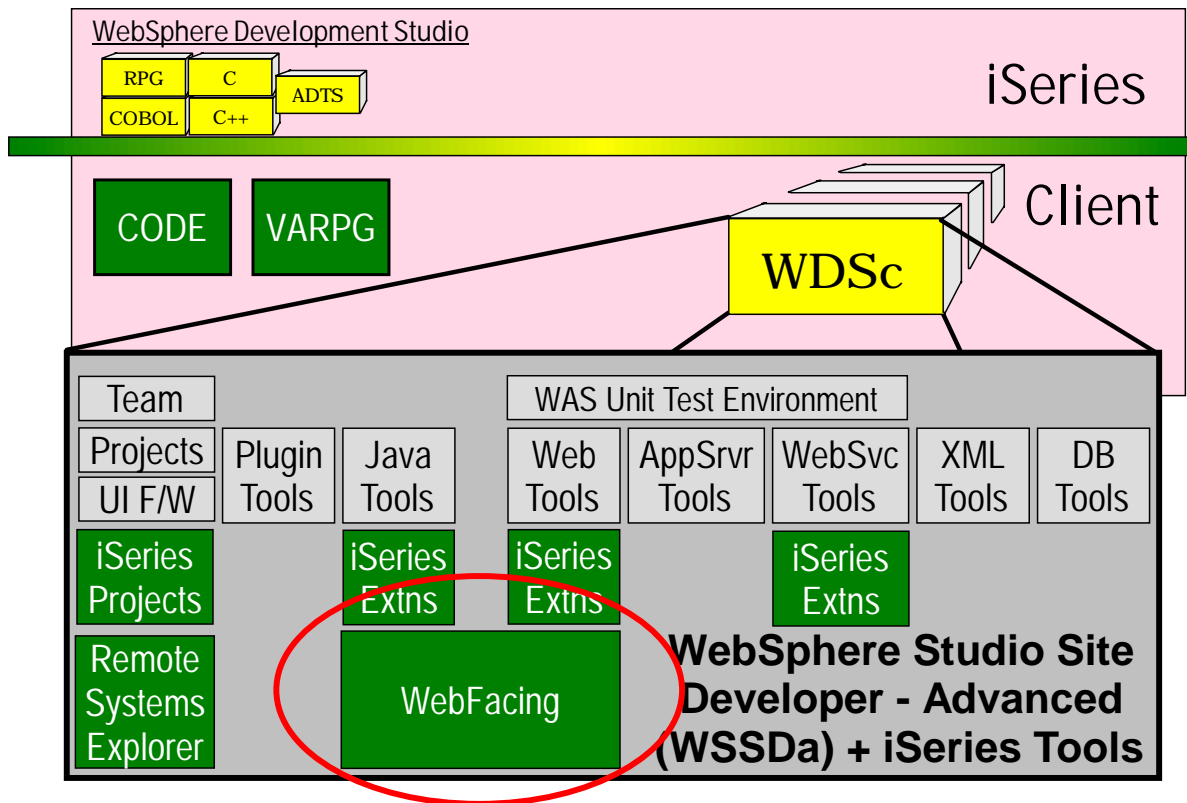 WebSphere Development Studio
RPG
C
ADTS
COBOL
C++
iSeries
CODE
VARPG
Client
WDSc
Team
WAS Unit Test Environment
Projects
UI F/W
Plugin
Tools
Java
Tools
Web
Tools
AppSrvr
Tools
WebSvc
Tools
XML
Tools
DB
Tools
iSeries
Projects
iSeries
Extns
iSeries
Extns
iSeries
Extns
Remote
Systems
Explorer
WebFacing
WebSphere Studio Site
Developer - Advanced
(WSSDa) + iSeries Tools